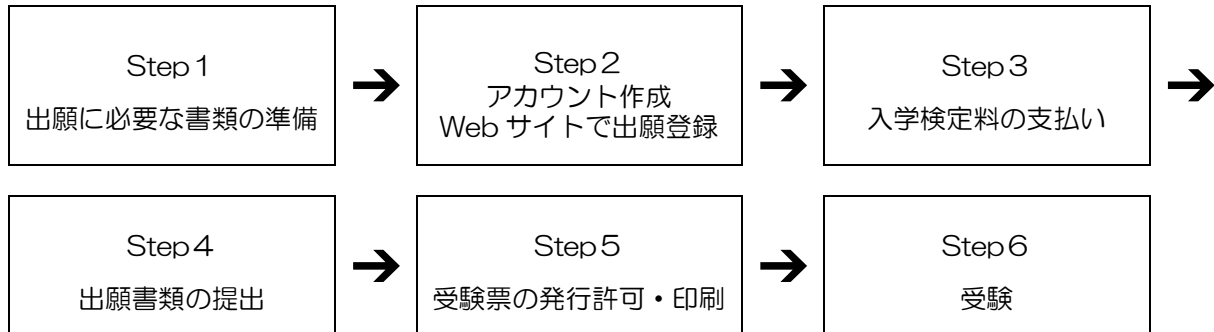 Step1
出願に必要な書類の準備
➔
Step2
アカウント作成
Web サイトで出願登録
➔
Step3
入学検定料の支払い
➔
Step4
出願書類の提出
➔
Step5
受験票の発行許可・印刷
➔
Step6
受験